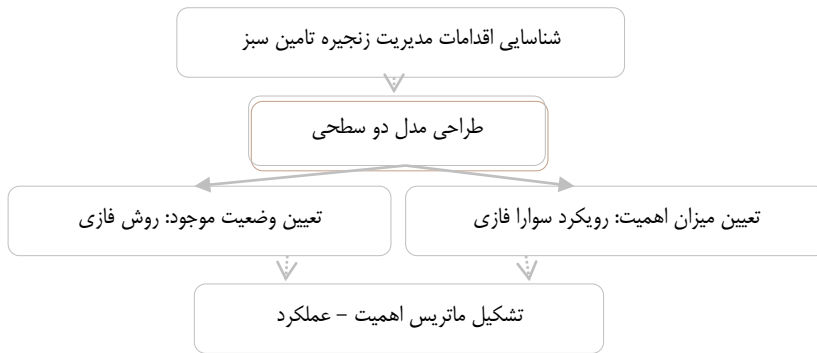 شناسایی اقدامات مدیریت زنجیره تامین سبز
طراحی مدل دو سطحی
تعیین میزان اهمیت: رویکرد سوارا فازی
تعیین وضعیت موجود: روش فازی
تشکیل ماتریس اهمیت – عملکرد